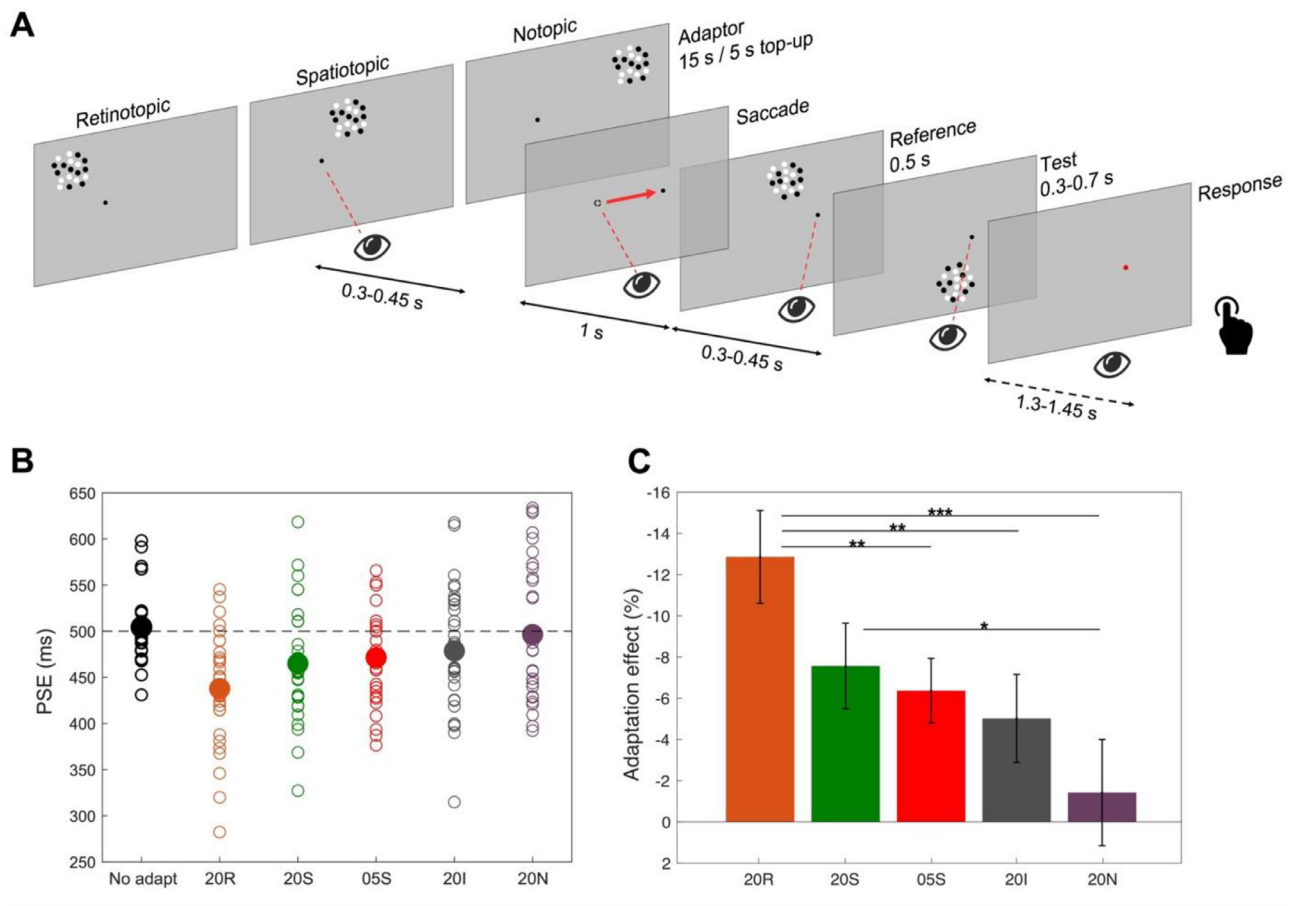 A
Retinotopic
Spatiotopic
Notopic
Adaptor
15 s / 5 s top-up
Saccade
Reference
0.5 s
Test
0.3-0.7 s
Response
0.3-0.45 s
1 s
0.3-0.45 s
1.3-1.45 s
B
PSE (ms)
650
600
550
500
450
400
350
300
250
No adapt 20R 20S 05S 20I 20N
C
Adaptation effect (%)
-16
-14
-12
-10
-8
-6
-4
-2
0
2
***
**
**
*
20R 20S 05S 20I 20N